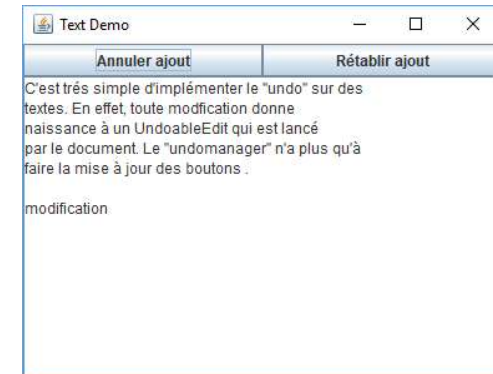 Text Demo
Annuler ajout Rétablir ajout
C'est trés simple d'implémenter le "undo" sur des
textes. En effet, toute modfication donne
naissance à un UndoableEdit qui est lancé
par le document. Le "undomanager" n'a plus qu'à
faire la mise à jour des boutons .
modification